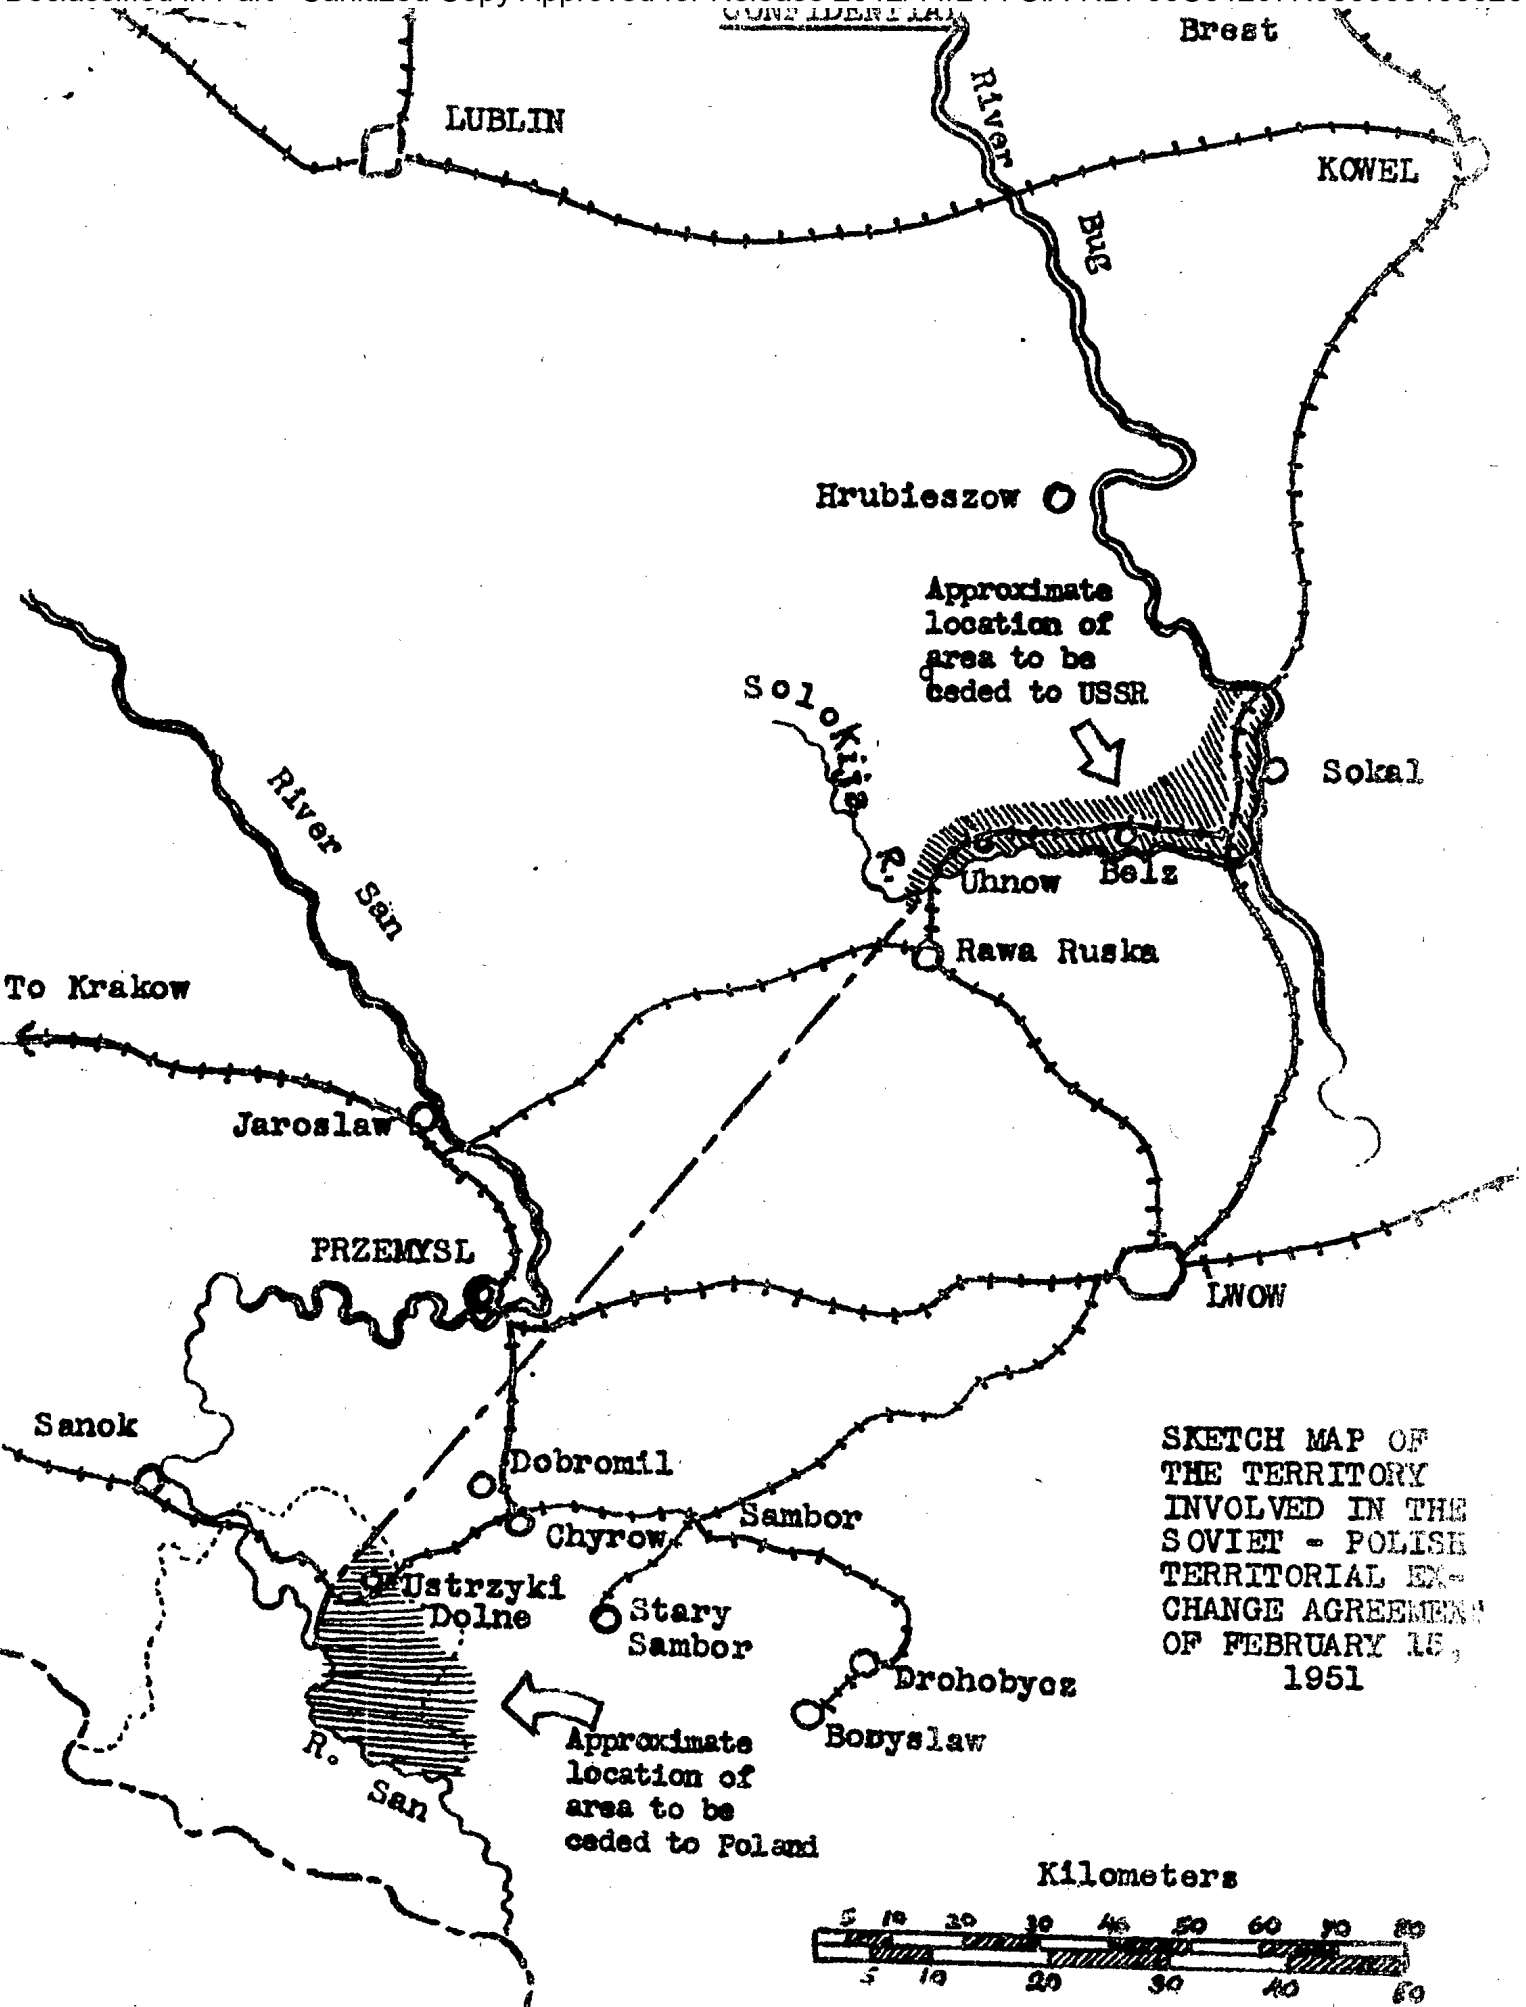 CONFIDENTIAL
Brest
LUBLIN
River
Bug
KOWEL
Hrubieszow
Approximate
location of
area to be
ceded to USSR
Solokija
R.
Sokal
Uhnow
Belz
River
San
Rawa Ruska
To Krakow
Jaroslaw
PRZEMYSL
LWOW
Sanok
Dobromil
Chyrow
Sambor
Ustrzyki
Dolne
Stary
Sambor
Drohobycz
Boryslaw
R.
San
Approximate
location of
area to be
ceded to Poland
SKETCH MAP OF
THE TERRITORY
INVOLVED IN THE
SOVIET - POLISH
TERRITORIAL EX-
CHANGE AGREEMENT
OF FEBRUARY 15,
1951
Kilometers
5 10 20 30 40 50 60 70 80
5 10 20 30 40 50